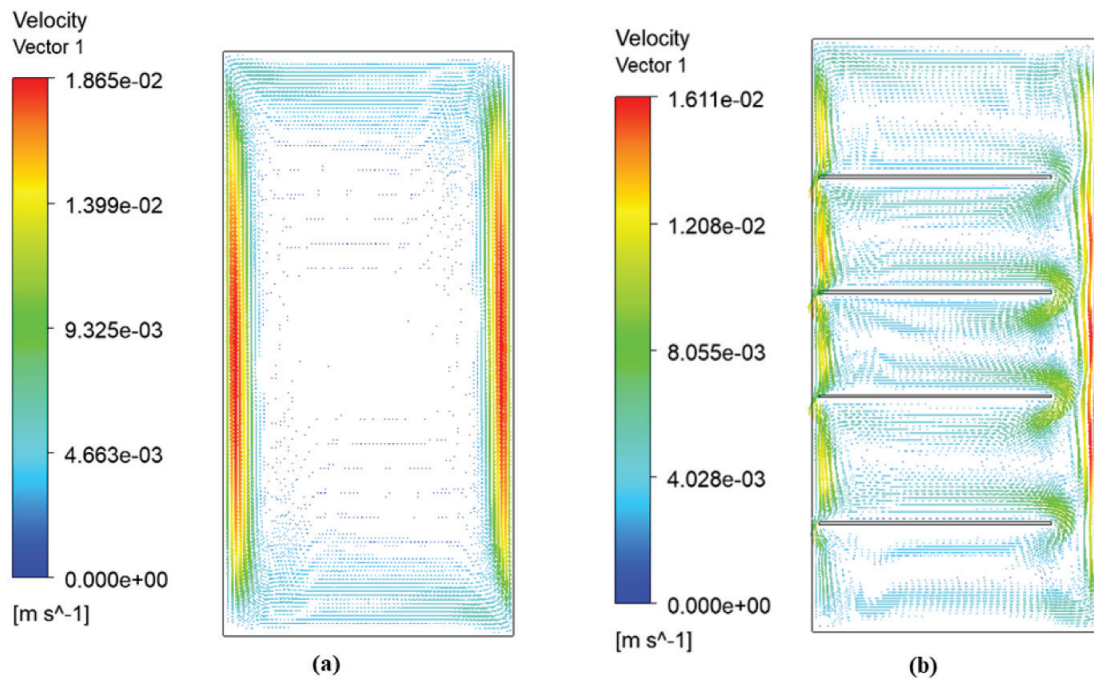 Velocity
Vector 1
1.865e-02
1.399e-02
9.325e-03
4.663e-03
0.000e+00
[m s^-1]
(a)
Velocity
Vector 1
1.611e-02
1.208e-02
8.055e-03
4.028e-03
0.000e+00
[m s^-1]
(b)